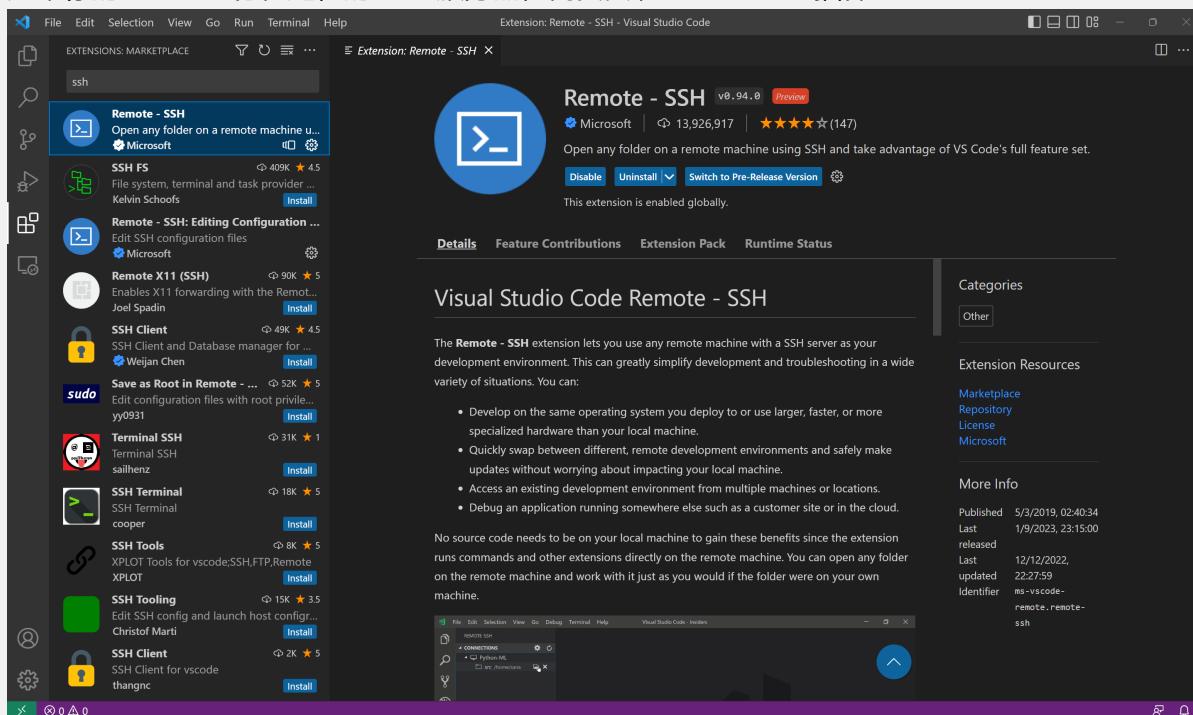 File Edit Selection View Go Run Terminal Help
Extension: Remote - SSH - Visual Studio Code
EXTENSIONS: MARKETPLACE
ssh
Remote - SSH
Open any folder on a remote machine u...
Microsoft
SSH FS 409K ★ 4.5
File system, terminal and task provider ...
Kelvin Schoofs Install
Remote - SSH: Editing Configuration ...
Edit SSH configuration files
Microsoft
Remote X11 (SSH) 90K ★ 5
Enables X11 forwarding with the Remot...
Joel Spadin Install
SSH Client 49K ★ 4.5
SSH Client and Database manager for ...
Weijan Chen Install
Save as Root in Remote - ... 52K ★ 5
sudo
Edit configuration files with root privile...
yy0931 Install
Terminal SSH 31K ★ 1
Terminal SSH
sailhenz Install
SSH Terminal 18K ★ 5
SSH Terminal
cooper Install
SSH Tools 8K ★ 5
XPLOT Tools for vscode;SSH,FTP,Remote
XPLOT Install
SSH Tooling 15K ★ 3.5
Edit SSH config and launch host configr...
Christof Marti Install
SSH Client 2K ★ 5
SSH Client for vscode
thangnc Install
Extension: Remote - SSH
Remote - SSH v0.94.0 Preview
Microsoft 13,926,917 ★★★★☆(147)
Open any folder on a remote machine using SSH and take advantage of VS Code's full feature set.
Disable Uninstall Switch to Pre-Release Version
This extension is enabled globally.
Details Feature Contributions Extension Pack Runtime Status
Visual Studio Code Remote - SSH
The Remote - SSH extension lets you use any remote machine with a SSH server as your
development environment. This can greatly simplify development and troubleshooting in a wide
variety of situations. You can:
• Develop on the same operating system you deploy to or use larger, faster, or more
specialized hardware than your local machine.
• Quickly swap between different, remote development environments and safely make
updates without worrying about impacting your local machine.
• Access an existing development environment from multiple machines or locations.
• Debug an application running somewhere else such as a customer site or in the cloud.
No source code needs to be on your local machine to gain these benefits since the extension
runs commands and other extensions directly on the remote machine. You can open any folder
on the remote machine and work with it just as you would if the folder were on your own
machine.
File Edit Selection View Go Debug Terminal Help
Visual Studio Code - Insiders
REMOTE SSH
CONNECTIONS
Python-ML
Categories
Other
Extension Resources
Marketplace
Repository
License
Microsoft
More Info
Published 5/3/2019, 02:40:34
Last released 1/9/2023, 23:15:00
Last updated 12/12/2022, 22:27:59
Identifier ms-vscode-remote.remote-ssh
0 0